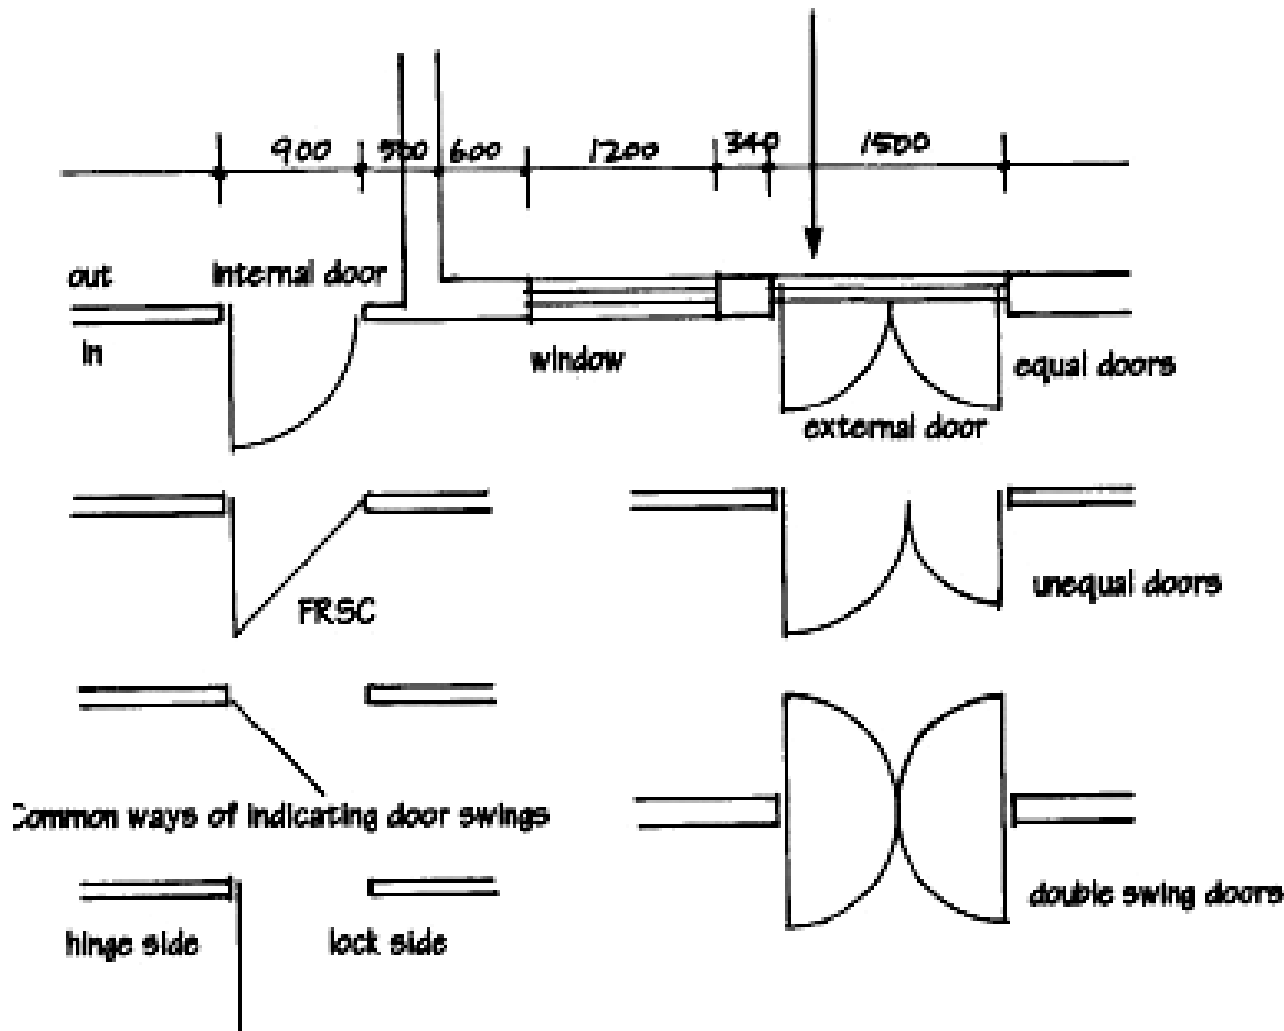 900 600 1200 340 1500
out internal door
in window equal doors
external door
FRSC unequal doors
Common ways of indicating door swings
double swing doors
hinge side lock side